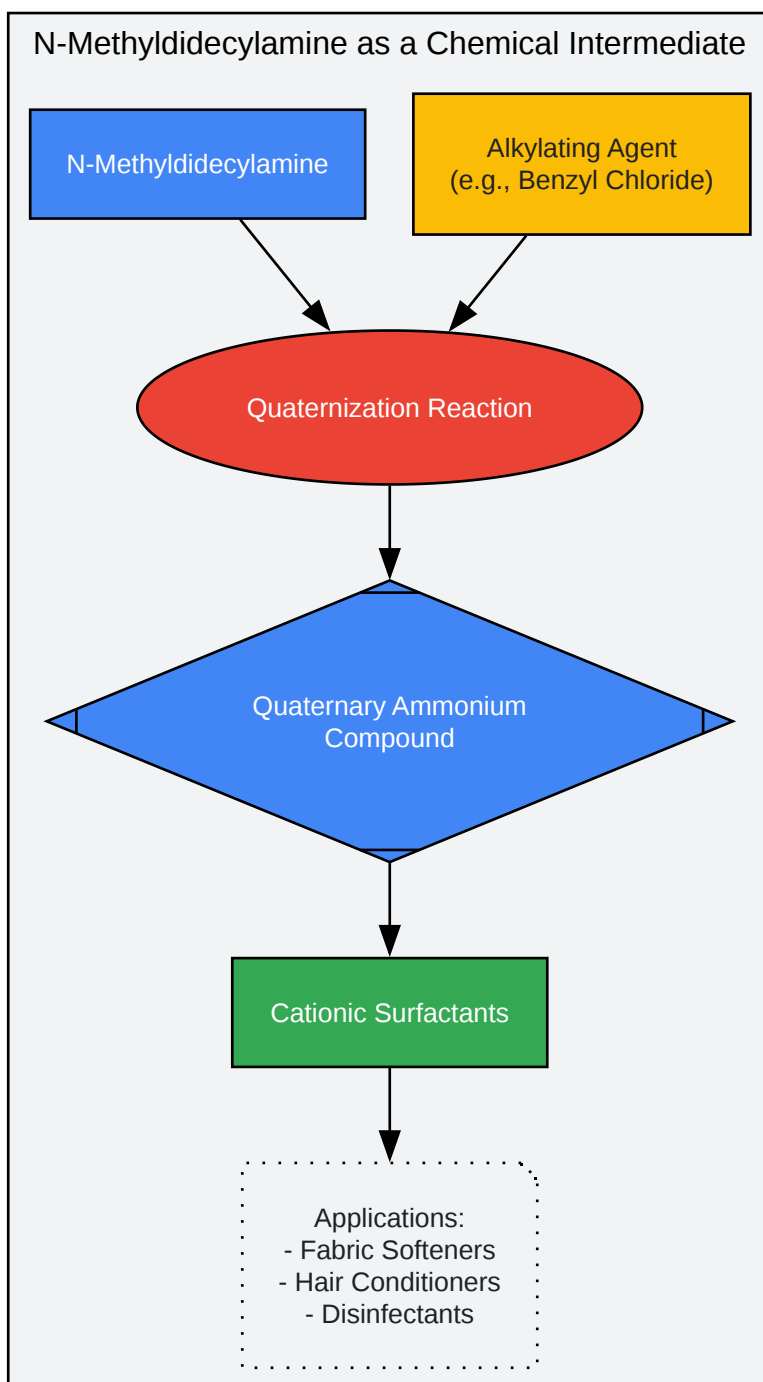 N-Methyldidecylamine as a Chemical Intermediate
N-Methyldidecylamine
Alkylating Agent
(e.g., Benzyl Chloride)
Quaternization Reaction
Quaternary Ammonium
Compound
Cationic Surfactants
Applications:
- Fabric Softeners
- Hair Conditioners
- Disinfectants